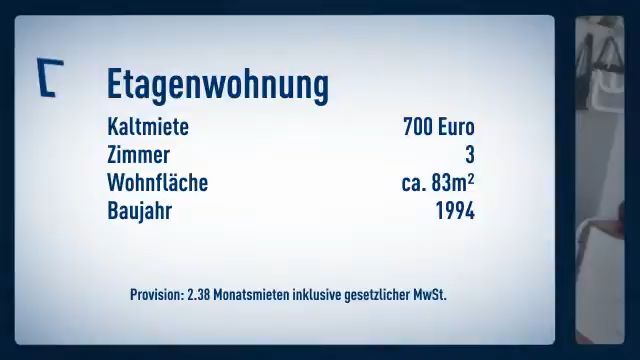 Etagenwohnung
Kaltmiete 700 Euro
Zimmer 3
Wohnfläche ca. 83m²
Baujahr 1994
Provision: 2.38 Monatsmieten inklusive gesetzlicher MwSt.